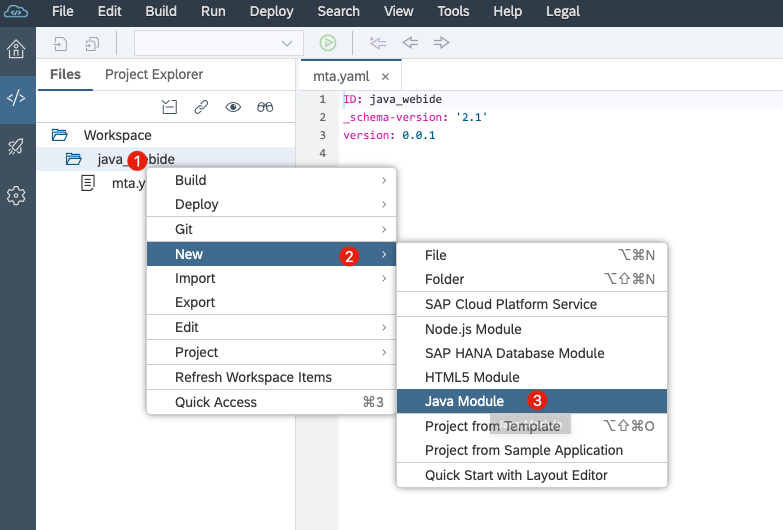 File Edit Build Run Deploy Search View Tools Help Legal
Files Project Explorer
mta.yaml ×
1 ID: java_webide
2 _schema-version: '2.1'
3 version: 0.0.1
4
Workspace
1
mta.y
Build
Deploy
Git
New 2
Import
Export
Edit
Project
Refresh Workspace Items
Quick Access ⌘3
File ⌥⌘N
Folder ⌥⇧⌘N
SAP Cloud Platform Service
Node.js Module
SAP HANA Database Module
HTML5 Module
Java Module 3
Project from Template ⌥⇧⌘O
Project from Sample Application
Quick Start with Layout Editor